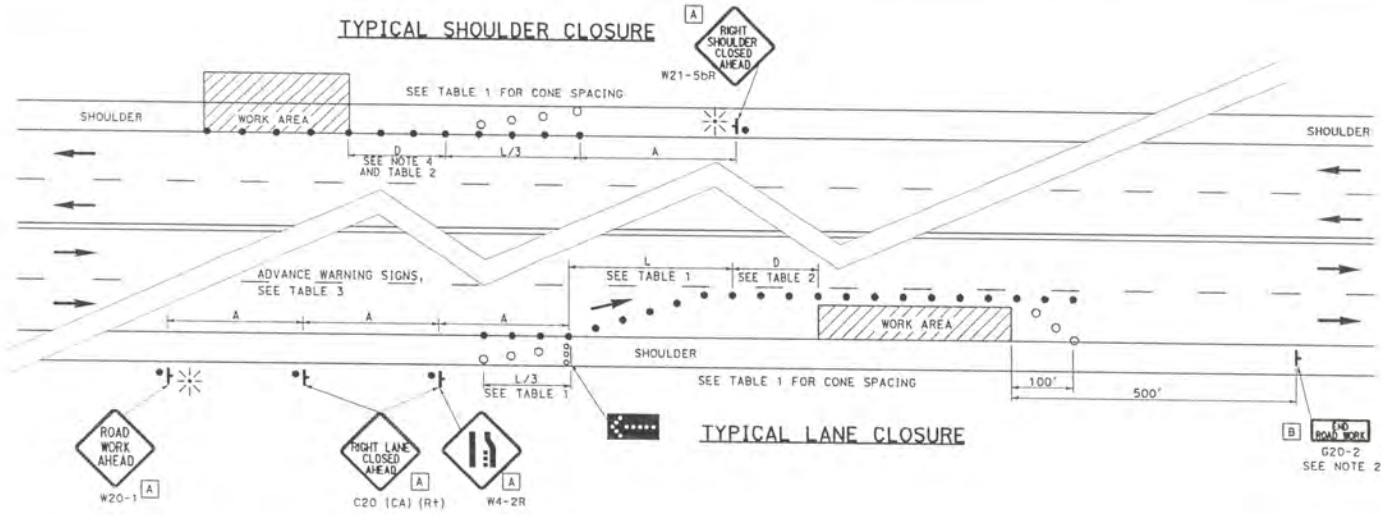 TYPICAL SHOULDER CLOSURE
A
RIGHT
SHOULDER
CLOSED
AHEAD
W21-5bR
SEE TABLE 1 FOR CONE SPACING
SHOULDER
WORK AREA
SHOULDER
D
L/3
A
SEE NOTE 4
AND TABLE 2
ADVANCE WARNING SIGNS,
SEE TABLE 3
L
D
SEE TABLE 1
SEE TABLE 2
A
A
A
WORK AREA
SHOULDER
L/3
SEE TABLE 1
SEE TABLE 1 FOR CONE SPACING
100'
500'
ROAD
WORK
AHEAD
A
W20-1
RIGHT LANE
CLOSED
AHEAD
A
C20 (CA) (Rt)
A
W4-2R
TYPICAL LANE CLOSURE
B
END
ROAD WORK
G20-2
SEE NOTE 2